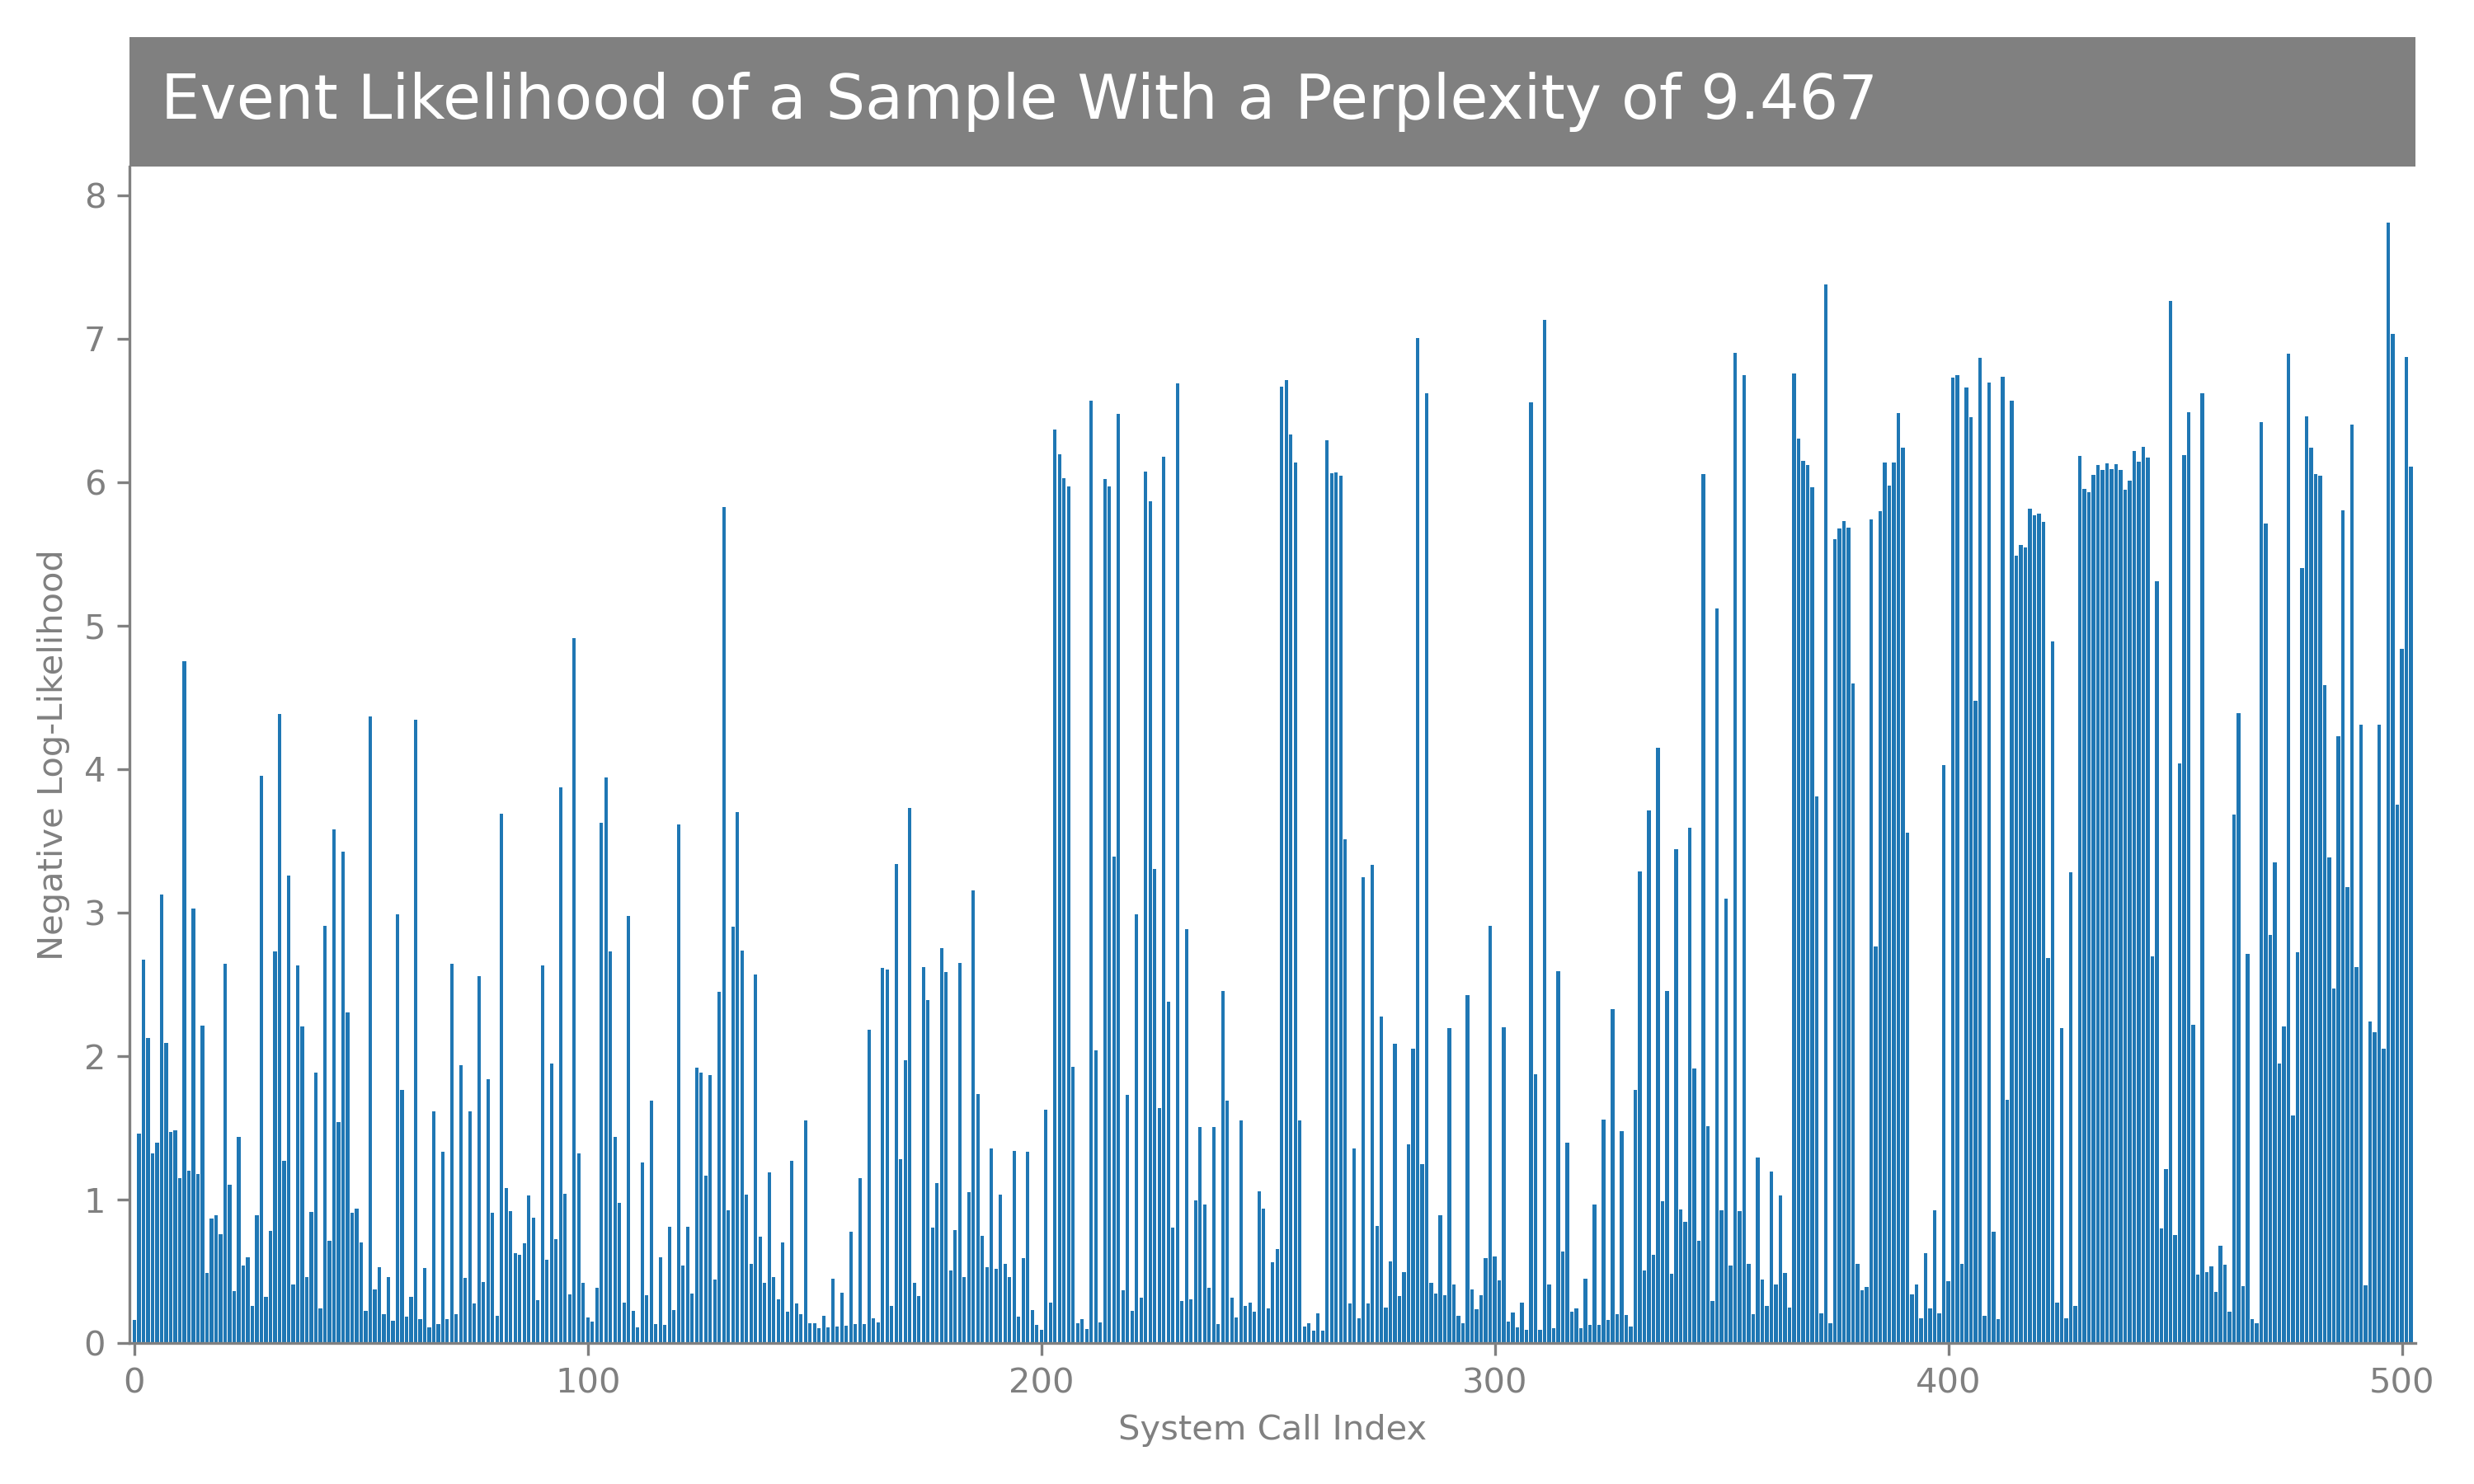 Event Likelihood of a Sample With a Perplexity of 9.467
8
7
6
5
4
3
2
1
0
Negative Log-Likelihood
0 100 200 300 400 500
System Call Index